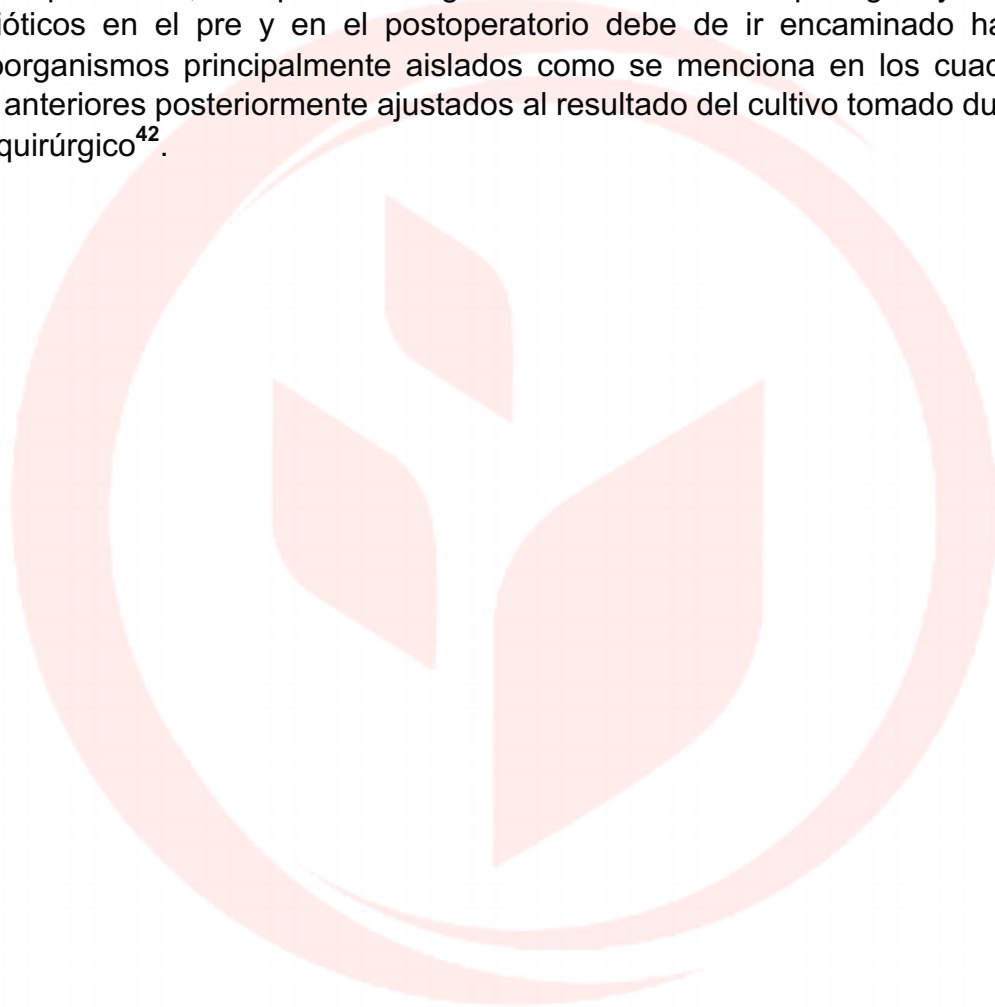 ióticos en el pre y en el postoperatorio debe de ir encaminado ha
oorganismos principalmente aislados como se menciona en los cuad
anteriores posteriormente ajustados al resultado del cultivo tomado du
quirúrgico⁴².